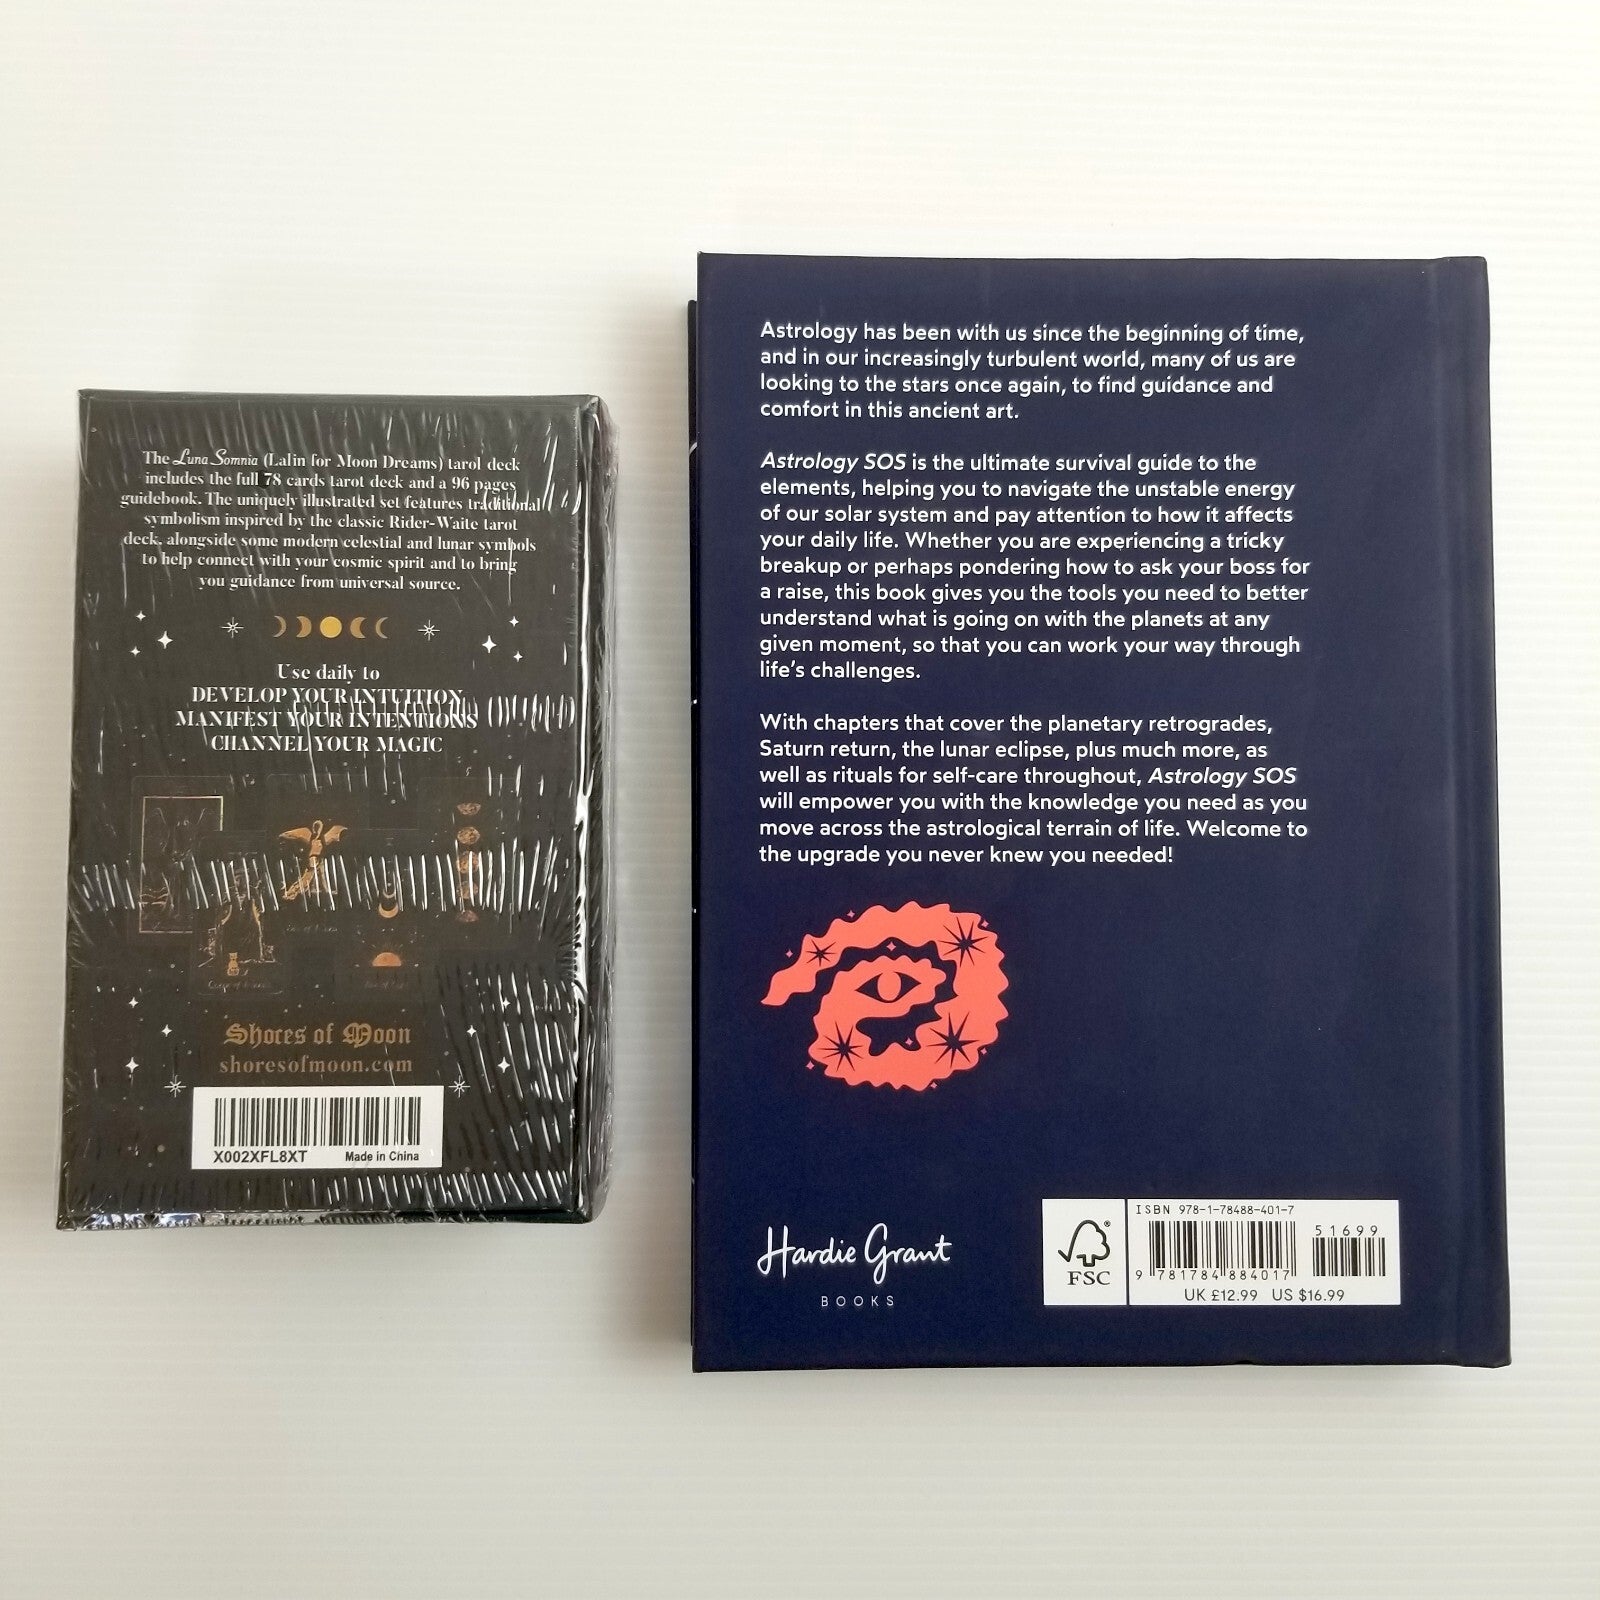 The Luna Somnia (Latin for Moon Dreams) tarot deck
includes the full 78 cards tarot deck and a 96 pages
guidebook. The uniquely illustrated set features traditional
symbolism inspired by the classic Rider-Waite tarot
deck, alongside some modern celestial and lunar symbols
to help connect with your cosmic spirit and to bring
you guidance from universal source.
Use daily to
DEVELOP YOUR INTUITION
MANIFEST YOUR INTENTIONS
CHANNEL YOUR MAGIC
Shores of Moon
shoresofmoon.com
X002XFL8XT Made in China
Astrology has been with us since the beginning of time,
and in our increasingly turbulent world, many of us are
looking to the stars once again, to find guidance and
comfort in this ancient art.
Astrology SOS is the ultimate survival guide to the
elements, helping you to navigate the unstable energy
of our solar system and pay attention to how it affects
your daily life. Whether you are experiencing a tricky
breakup or perhaps pondering how to ask your boss for
a raise, this book gives you the tools you need to better
understand what is going on with the planets at any
given moment, so that you can work your way through
life's challenges.
With chapters that cover the planetary retrogrades,
Saturn return, the lunar eclipse, plus much more, as
well as rituals for self-care throughout, Astrology SOS
will empower you with the knowledge you need as you
move across the astrological terrain of life. Welcome to
the upgrade you never knew you needed!
Hardie Grant
BOOKS
FSC
ISBN 978-1-78488-401-7
51699
9 781784 884017
UK £12.99 US $16.99